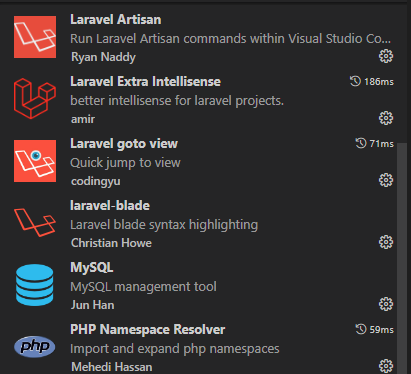 Laravel Artisan
Run Laravel Artisan commands within Visual Studio Co...
Ryan Naddy
Laravel Extra Intellisense 186ms
better intellisense for laravel projects.
amir
Laravel goto view 71ms
Quick jump to view
codingyu
laravel-blade
Laravel blade syntax highlighting
Christian Howe
MySQL
MySQL management tool
Jun Han
php
PHP Namespace Resolver 59ms
Import and expand php namespaces
Mehedi Hassan